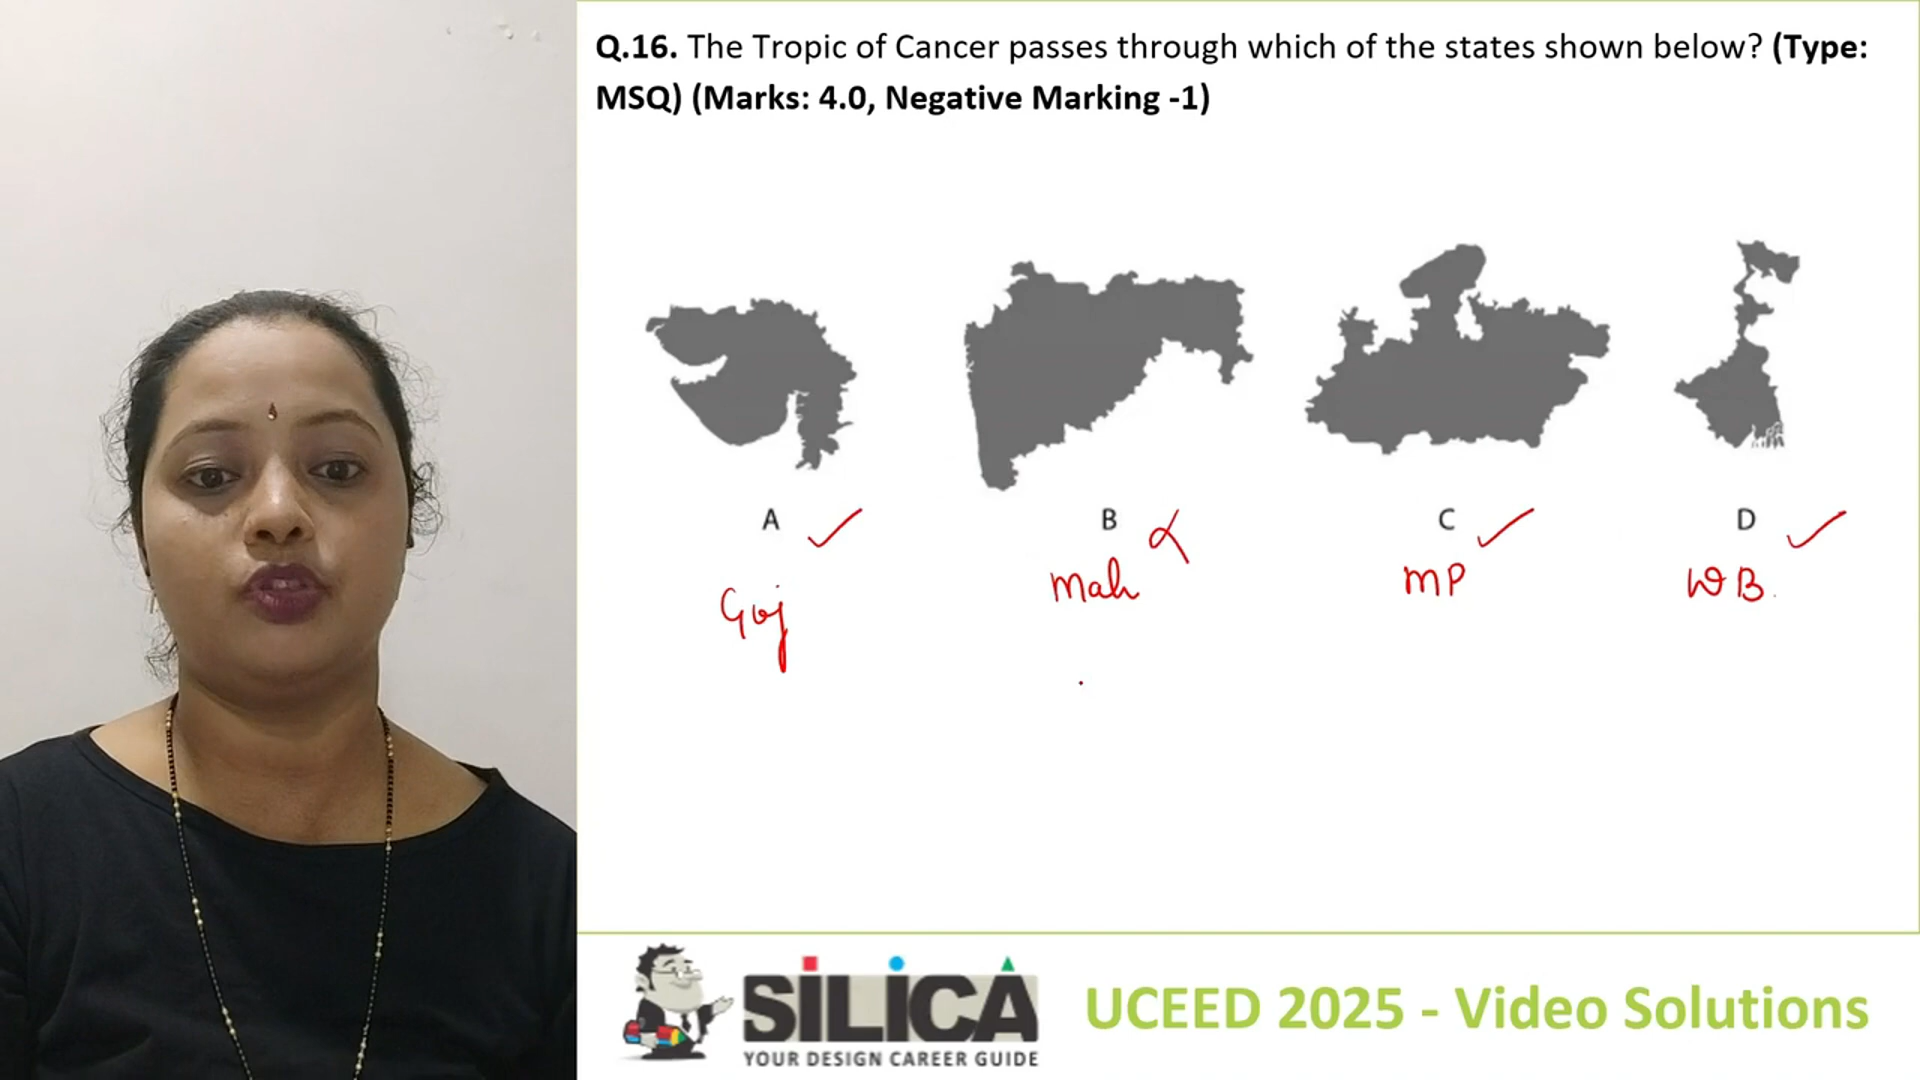 Q.16. The Tropic of Cancer passes through which of the states shown below? (Type:
MSQ) (Marks: 4.0, Negative Marking -1)
A B C D
Guj Mah MP WB
SILICA
YOUR DESIGN CAREER GUIDE
UCEED 2025 - Video Solutions